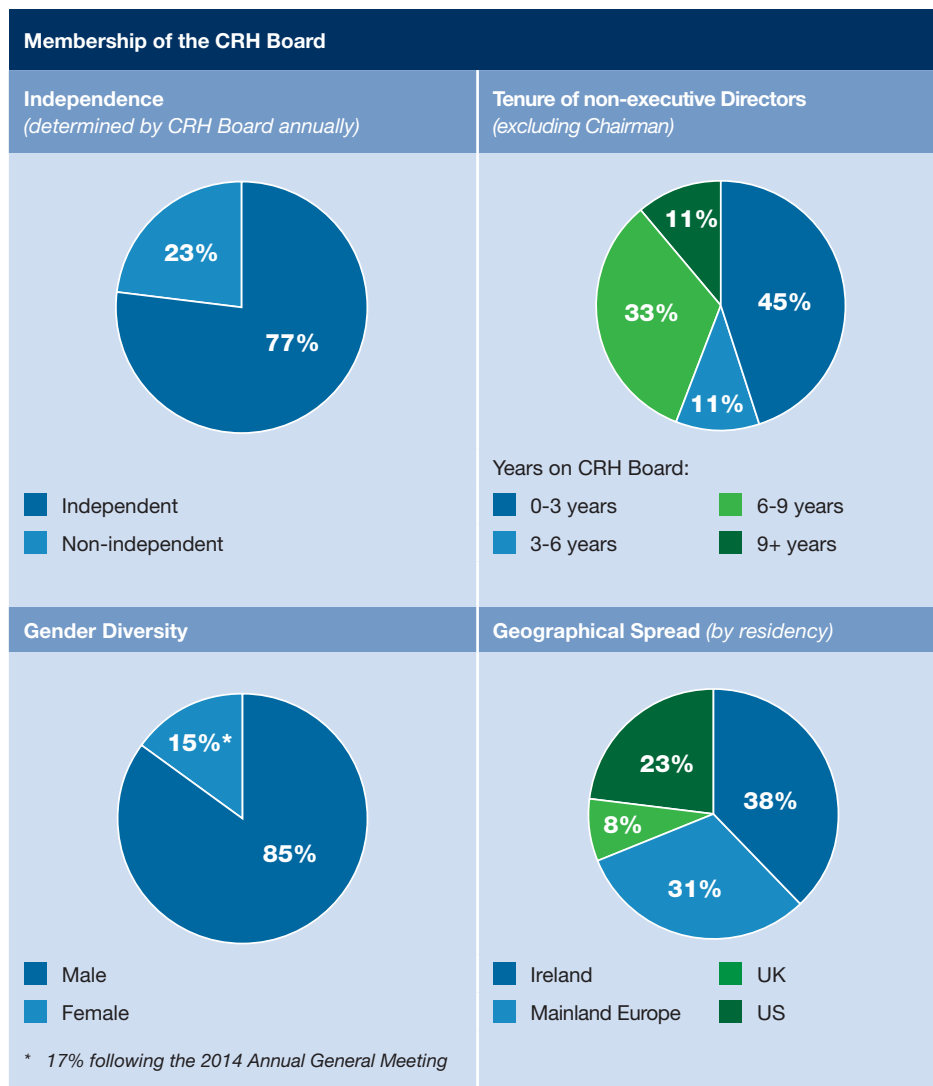 Membership of the CRH Board
Independence
(determined by CRH Board annually)
23%
77%
Independent
Non-independent
Tenure of non-executive Directors
(excluding Chairman)
11%
45%
33%
11%
Years on CRH Board:
0-3 years
6-9 years
3-6 years
9+ years
Gender Diversity
15%*
85%
Male
Female
* 17% following the 2014 Annual General Meeting
Geographical Spread (by residency)
23%
38%
8%
31%
Ireland
UK
Mainland Europe
US